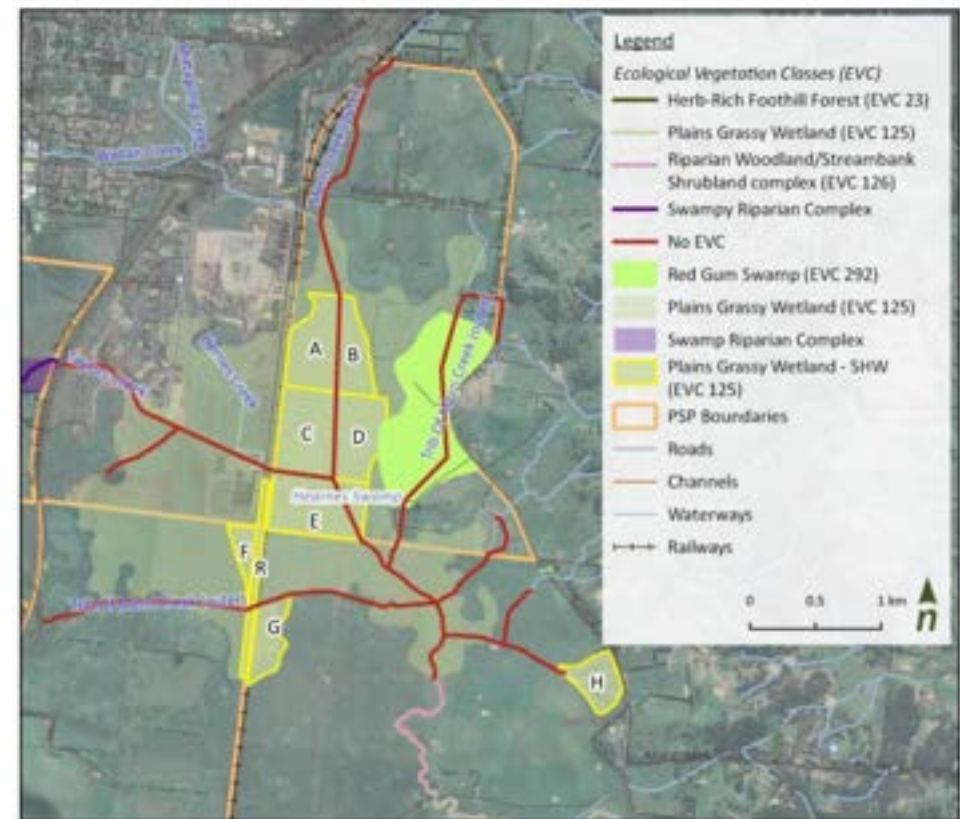 Legend
Ecological Vegetation Classes (EVC)
Herb-Rich Foothill Forest (EVC 23)
Plains Grassy Wetland (EVC 125)
Riparian Woodland/Streambank
Shrubland complex (EVC 126)
Swampy Riparian Complex
No EVC
Red Gum Swamp (EVC 292)
Plains Grassy Wetland (EVC 125)
Swamp Riparian Complex
Plains Grassy Wetland - SHW
(EVC 125)
PSP Boundaries
Roads
Channels
Waterways
Railways
0 0.5 1 km
n
Wallan Creek
A
B
C
D
Hearnes Swamp
E
F
R
G
H